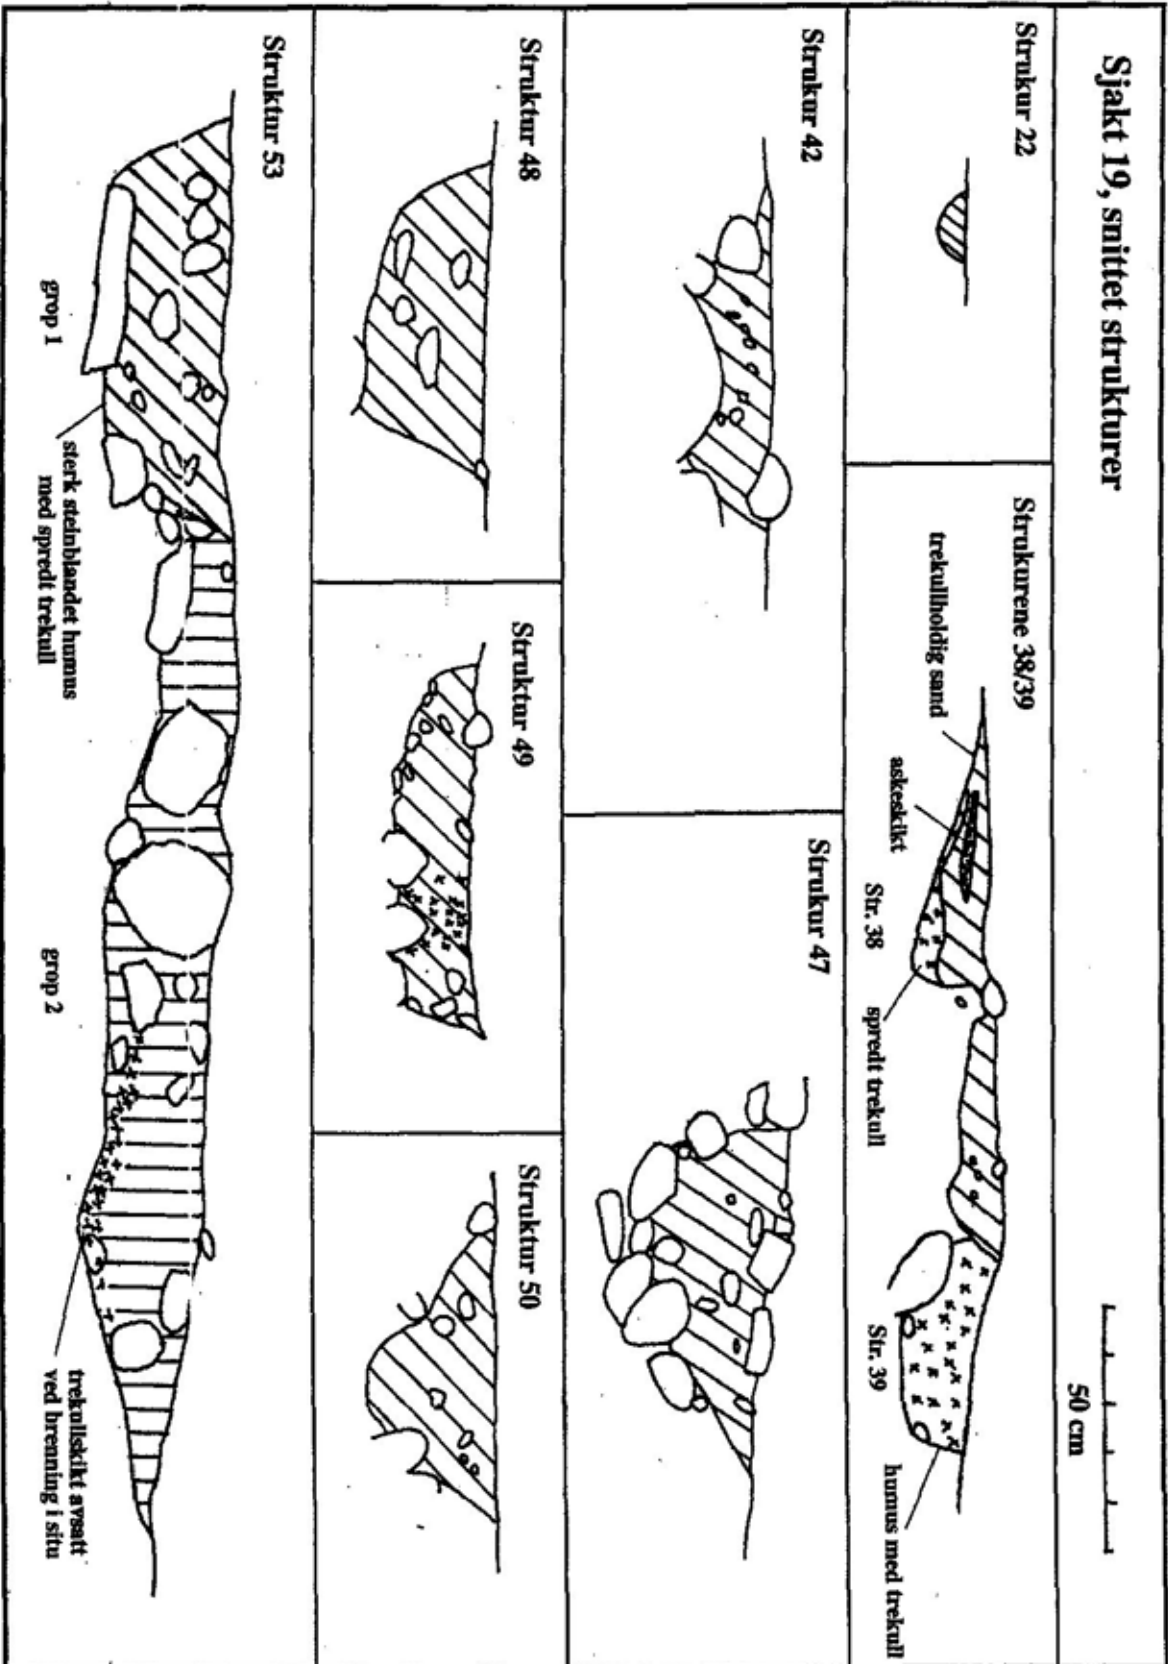 Sjakt 19, snittet strukturer
50 cm
Strukur 22
Strukurene 38/39
trekullholdig sand
askeskikt
Str. 38
spredt trekull
Str. 39
humus med trekull
Strukur 42
Strukur 47
Struktur 48
Struktur 49
Struktur 50
Struktur 53
grop 1
sterk steinblandet humus
med spredt trekull
grop 2
trekullskikt avsatt
ved brenning i situ